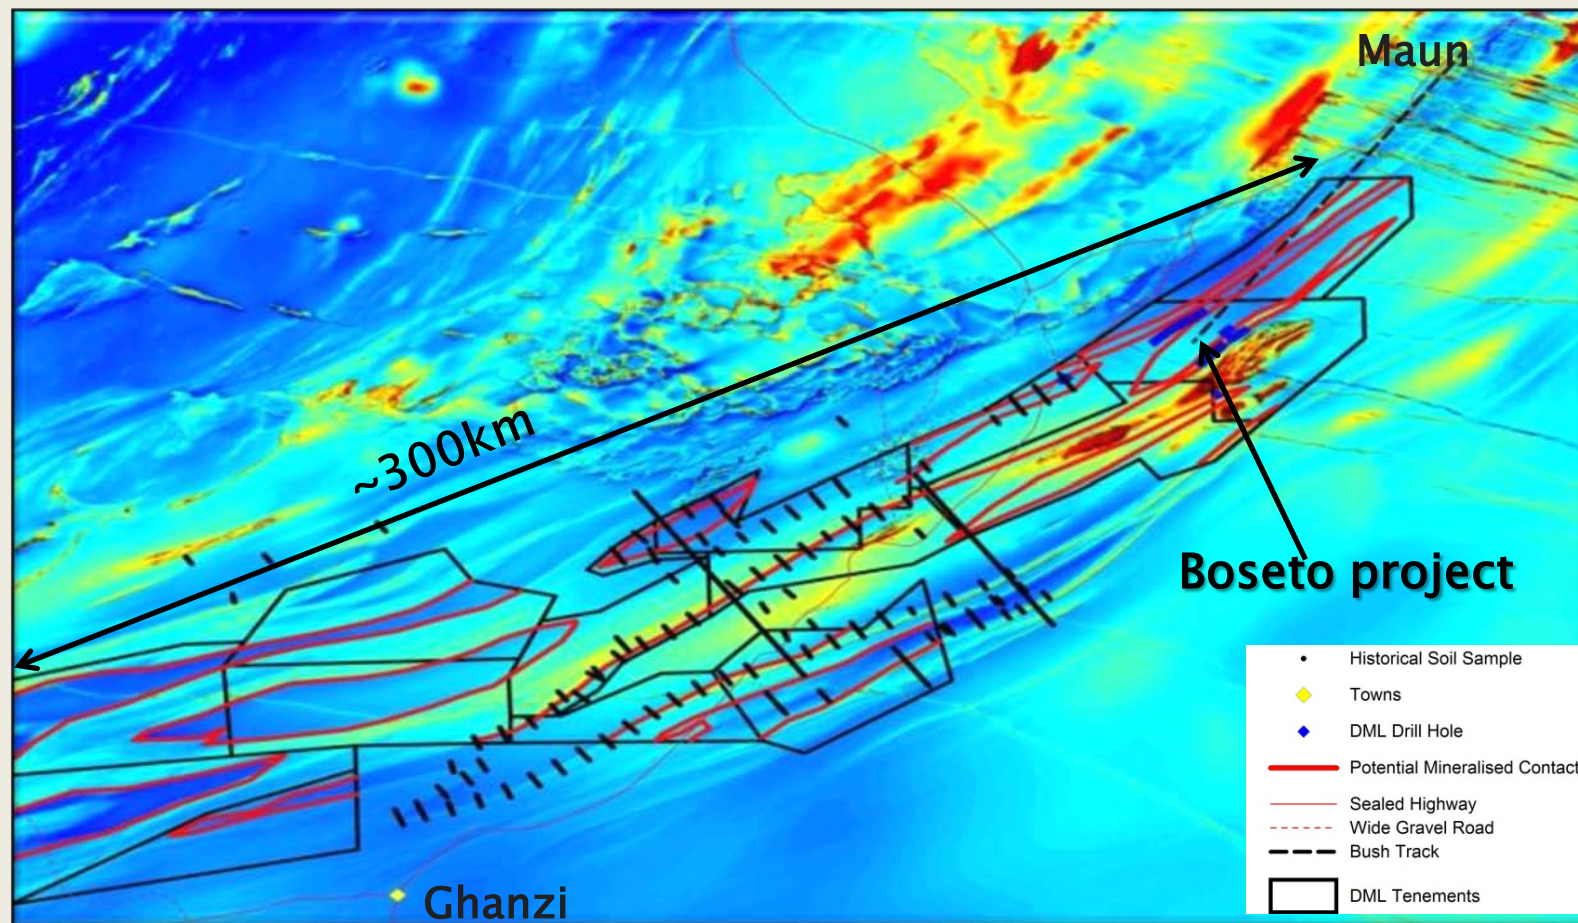 Maun
~300km
Boseto project
Historical Soil Sample
Towns
DML Drill Hole
Potential Mineralised Contact
Sealed Highway
Wide Gravel Road
Bush Track
DML Tenements
Ghanzi